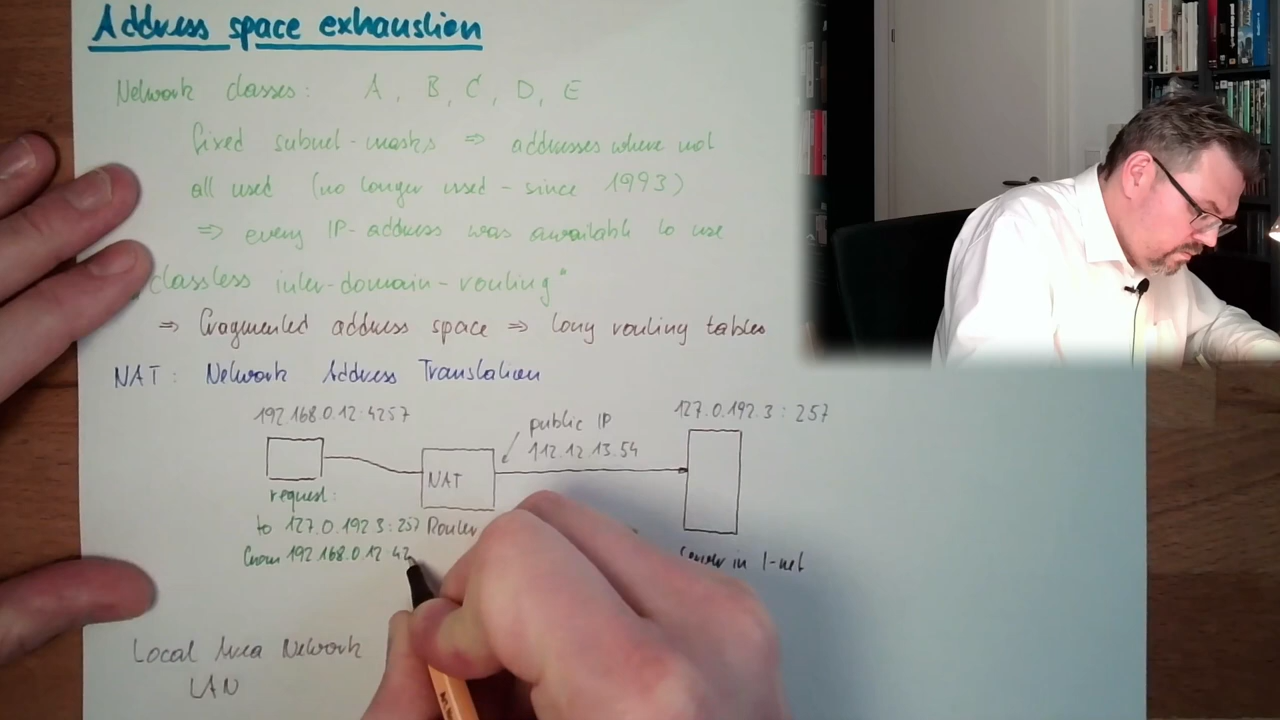 Address space exhaustion
Network classes: A, B, C, D, E
fixed subnet-masks ⇒ addresses where not
all used (no longer used - since 1993)
⇒ every IP-address was available to use
classless inter-domain-routing"
⇒ fragmented address space ⇒ long routing tables
NAT: Network Address Translation
192.168.0.12:4257
public IP
112.12.13.54
127.0.192.3:257
NAT
Router
request:
to 127.0.192.3:257
from 192.168.0.12:42
Server in I-net
Local Area Network
LAN